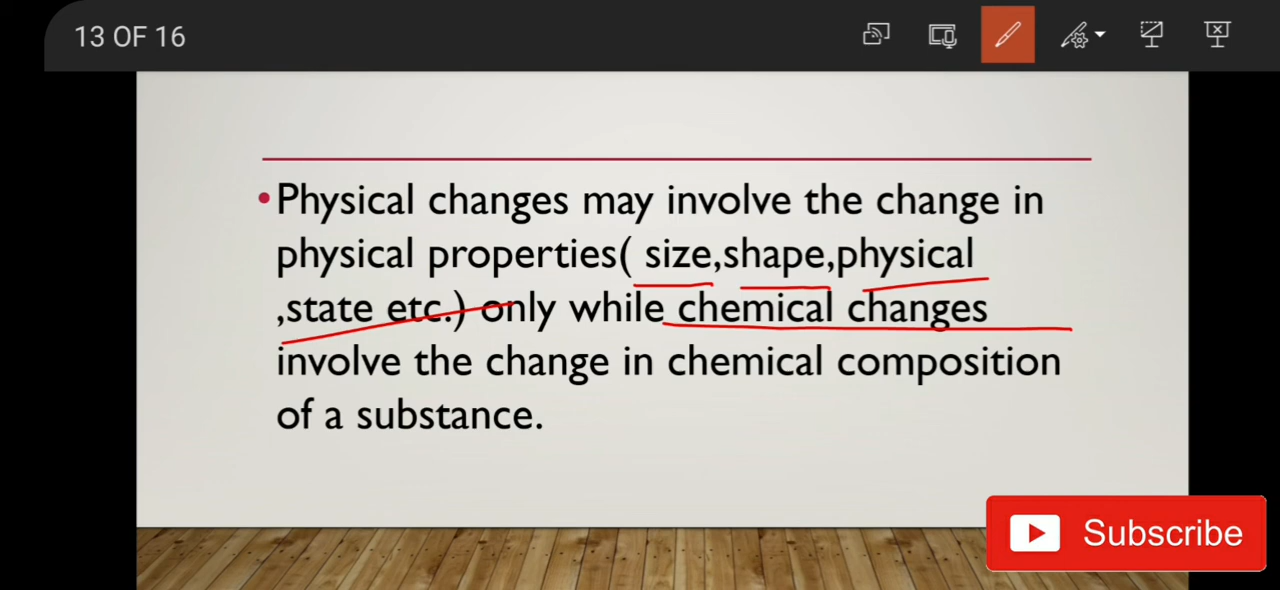 13 OF 16
•Physical changes may involve the change in
physical properties( size,shape,physical
,state etc.) only while chemical changes
involve the change in chemical composition
of a substance.
Subscribe